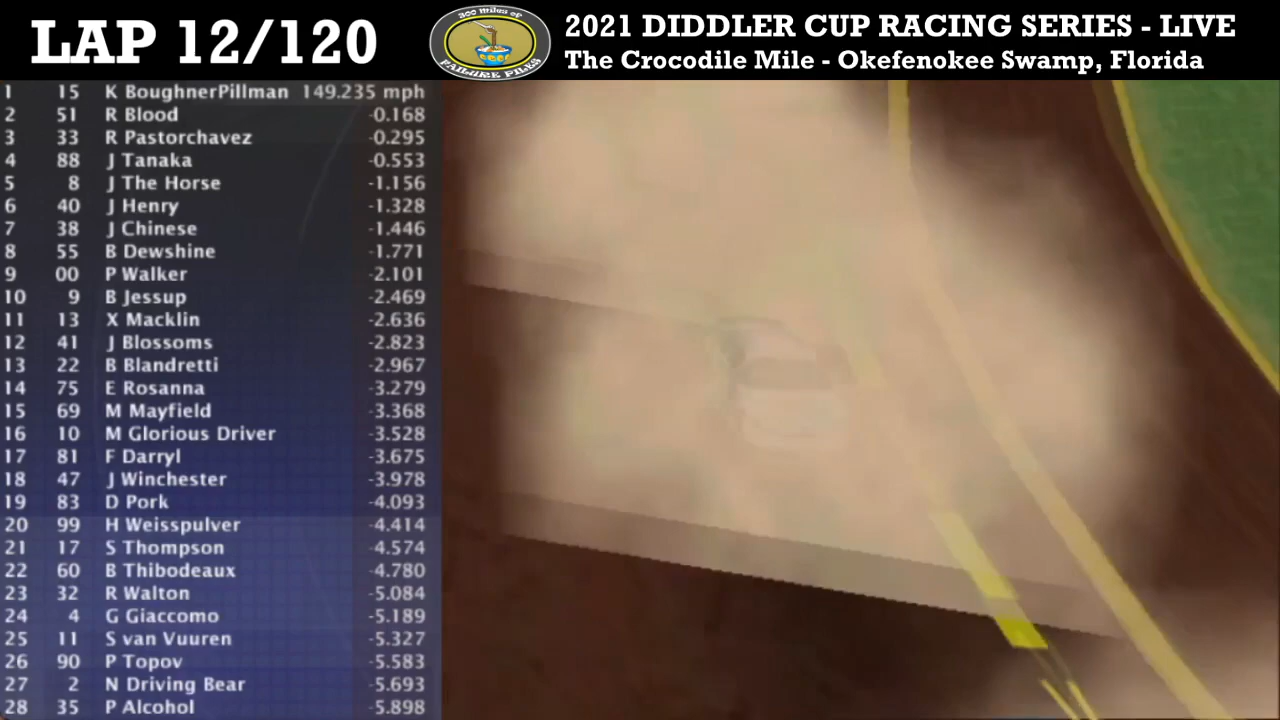 LAP 12/120
300 MILES OF
FAILURE PILES
2021 DIDDLER CUP RACING SERIES - LIVE
The Crocodile Mile - Okefenokee Swamp, Florida
1 15 K BoughnerPillman 149.235 mph
2 51 R Blood -0.168
3 33 R Pastorchavez -0.295
4 88 J Tanaka -0.553
5 8 J The Horse -1.156
6 40 J Henry -1.328
7 38 J Chinese -1.446
8 55 B Dewshine -1.771
9 00 P Walker -2.101
10 9 B Jessup -2.469
11 13 X Macklin -2.636
12 41 J Blossoms -2.823
13 22 B Blandretti -2.967
14 75 E Rosanna -3.279
15 69 M Mayfield -3.368
16 10 M Glorious Driver -3.528
17 81 F Darryl -3.675
18 47 J Winchester -3.978
19 83 D Pork -4.093
20 99 H Weisspulver -4.414
21 17 S Thompson -4.574
22 60 B Thibodeaux -4.780
23 32 R Walton -5.084
24 4 G Giaccomo -5.189
25 11 S van Vuuren -5.327
26 90 P Topov -5.583
27 2 N Driving Bear -5.693
28 35 P Alcohol -5.898